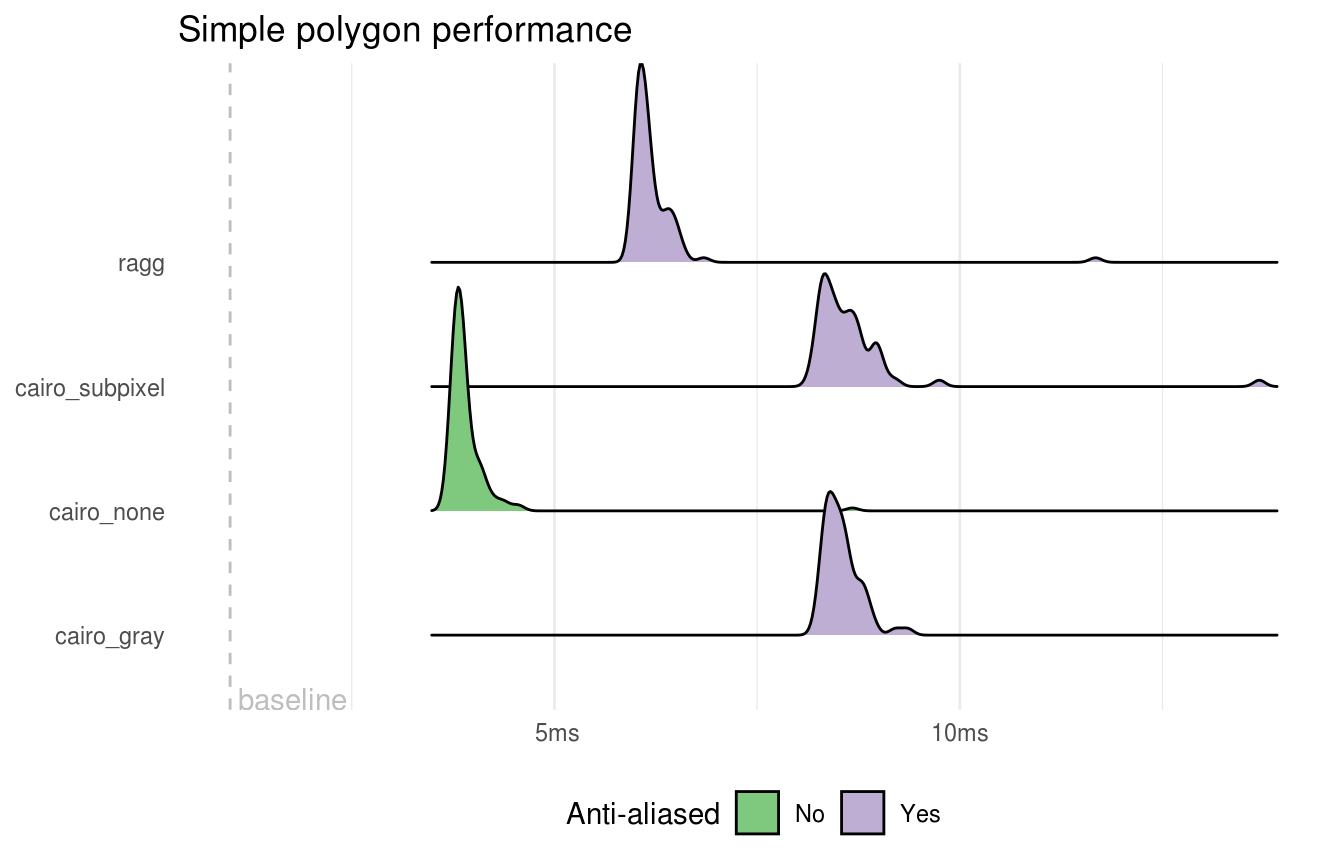 Simple polygon performance
ragg
cairo_subpixel
cairo_none
cairo_gray
baseline
5ms 10ms
Anti-aliased No Yes